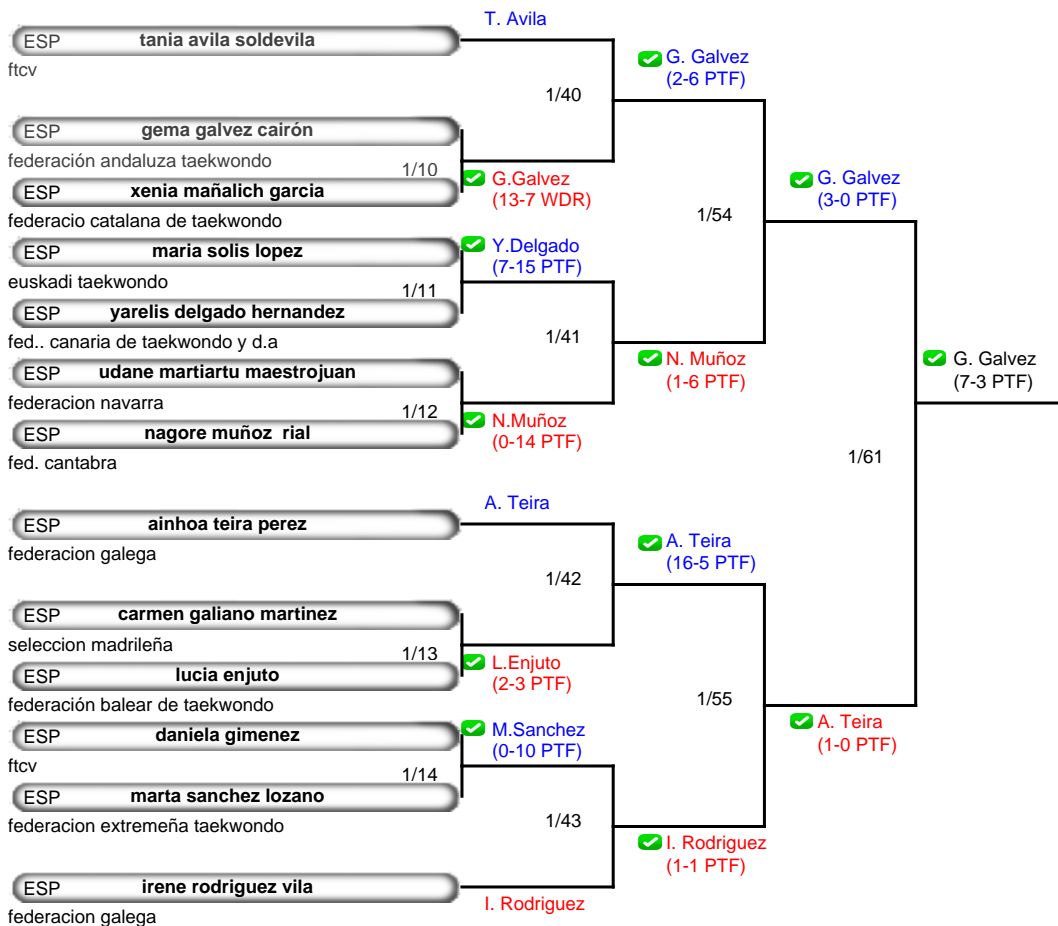 T. Avila
ESP tania avila soldevila
ftcv
G. Galvez
(2-6 PTF)
1/40
ESP gema galvez cairón
federación andaluza taekwondo
1/10
G.Galvez
(13-7 WDR)
ESP xenia mañalich garcia
federacio catalana de taekwondo
G. Galvez
(3-0 PTF)
1/54
ESP maria solis lopez
euskadi taekwondo
Y.Delgado
(7-15 PTF)
1/11
ESP yarelis delgado hernandez
fed.. canaria de taekwondo y d.a
1/41
N. Muñoz
(1-6 PTF)
G. Galvez
(7-3 PTF)
ESP udane martiartu maestrojuan
federacion navarra
1/12
N.Muñoz
(0-14 PTF)
ESP nagore muñoz  rial
fed. cantabra
1/61
A. Teira
ESP ainhoa teira perez
federacion galega
A. Teira
(16-5 PTF)
1/42
ESP carmen galiano martinez
seleccion madrileña
1/13
L.Enjuto
(2-3 PTF)
ESP lucia enjuto
federación balear de taekwondo
1/55
A. Teira
(1-0 PTF)
ESP daniela gimenez
ftcv
M.Sanchez
(0-10 PTF)
1/14
ESP marta sanchez lozano
federacion extremeña taekwondo
1/43
I. Rodriguez
(1-1 PTF)
ESP irene rodriguez vila
federacion galega
I. Rodriguez